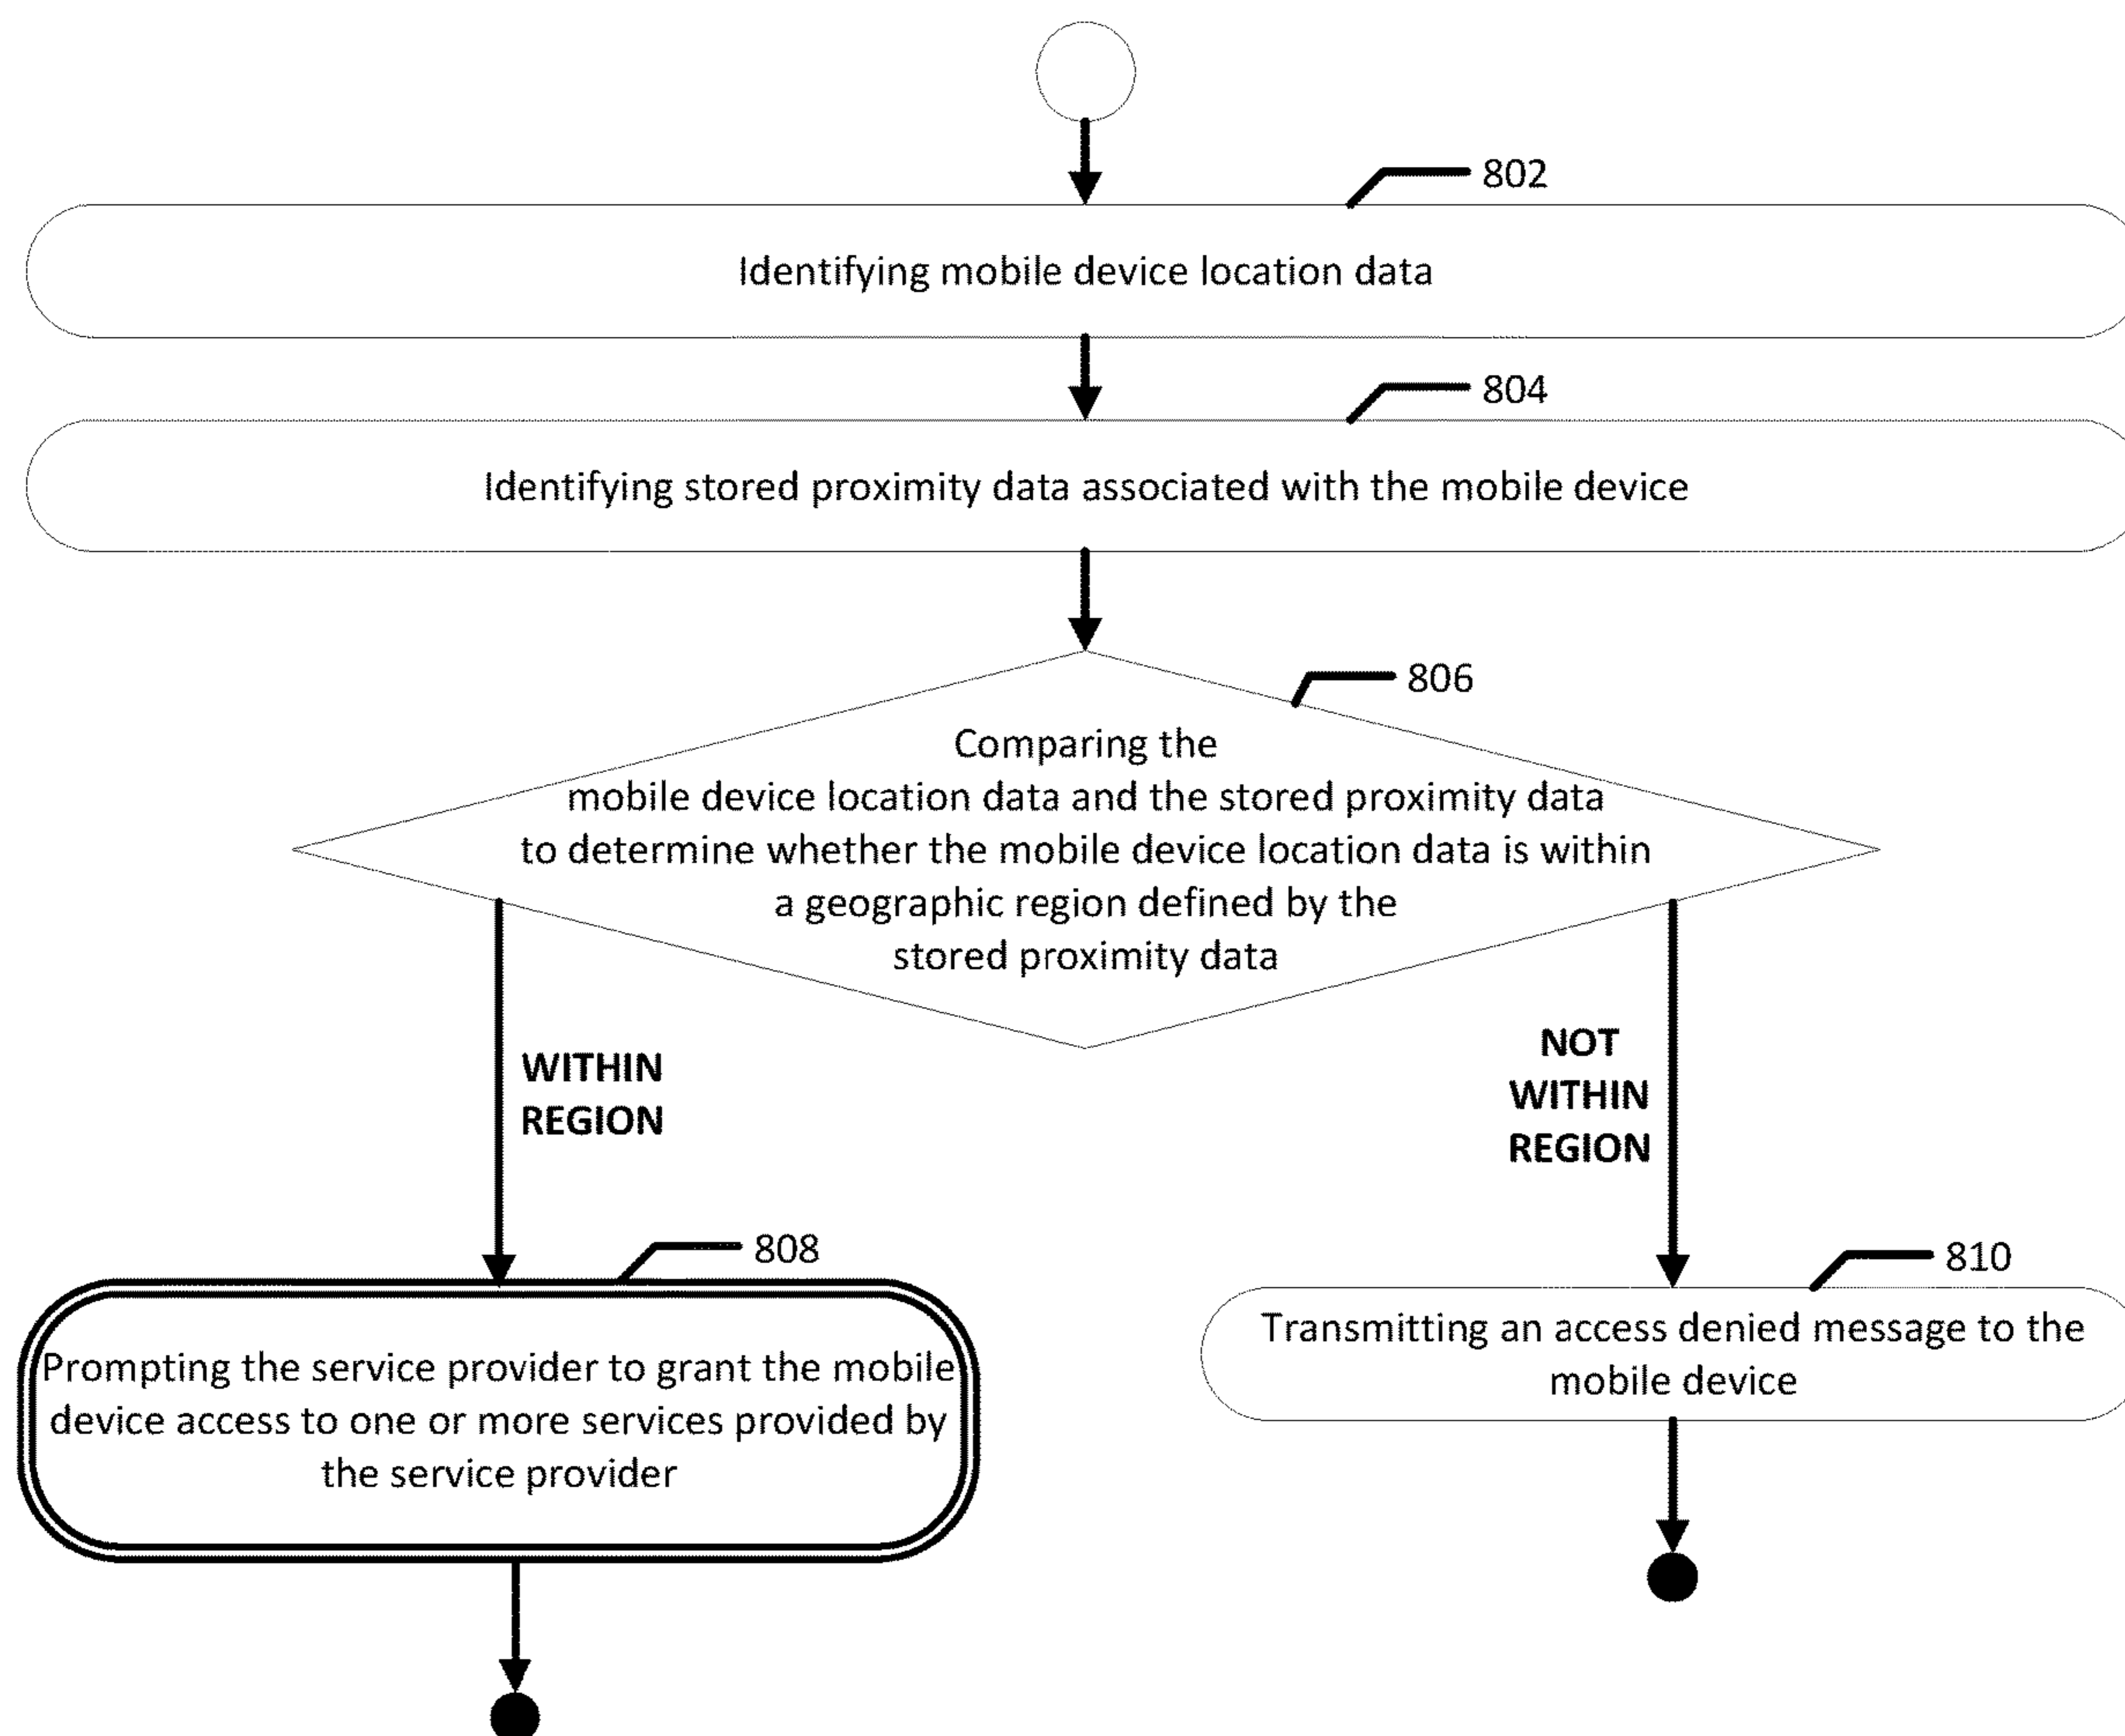 802
Identifying mobile device location data
804
Identifying stored proximity data associated with the mobile device
806
Comparing the
mobile device location data and the stored proximity data
to determine whether the mobile device location data is within
a geographic region defined by the
stored proximity data
WITHIN
REGION
NOT
WITHIN
REGION
808
Prompting the service provider to grant the mobile
device access to one or more services provided by
the service provider
810
Transmitting an access denied message to the
mobile device